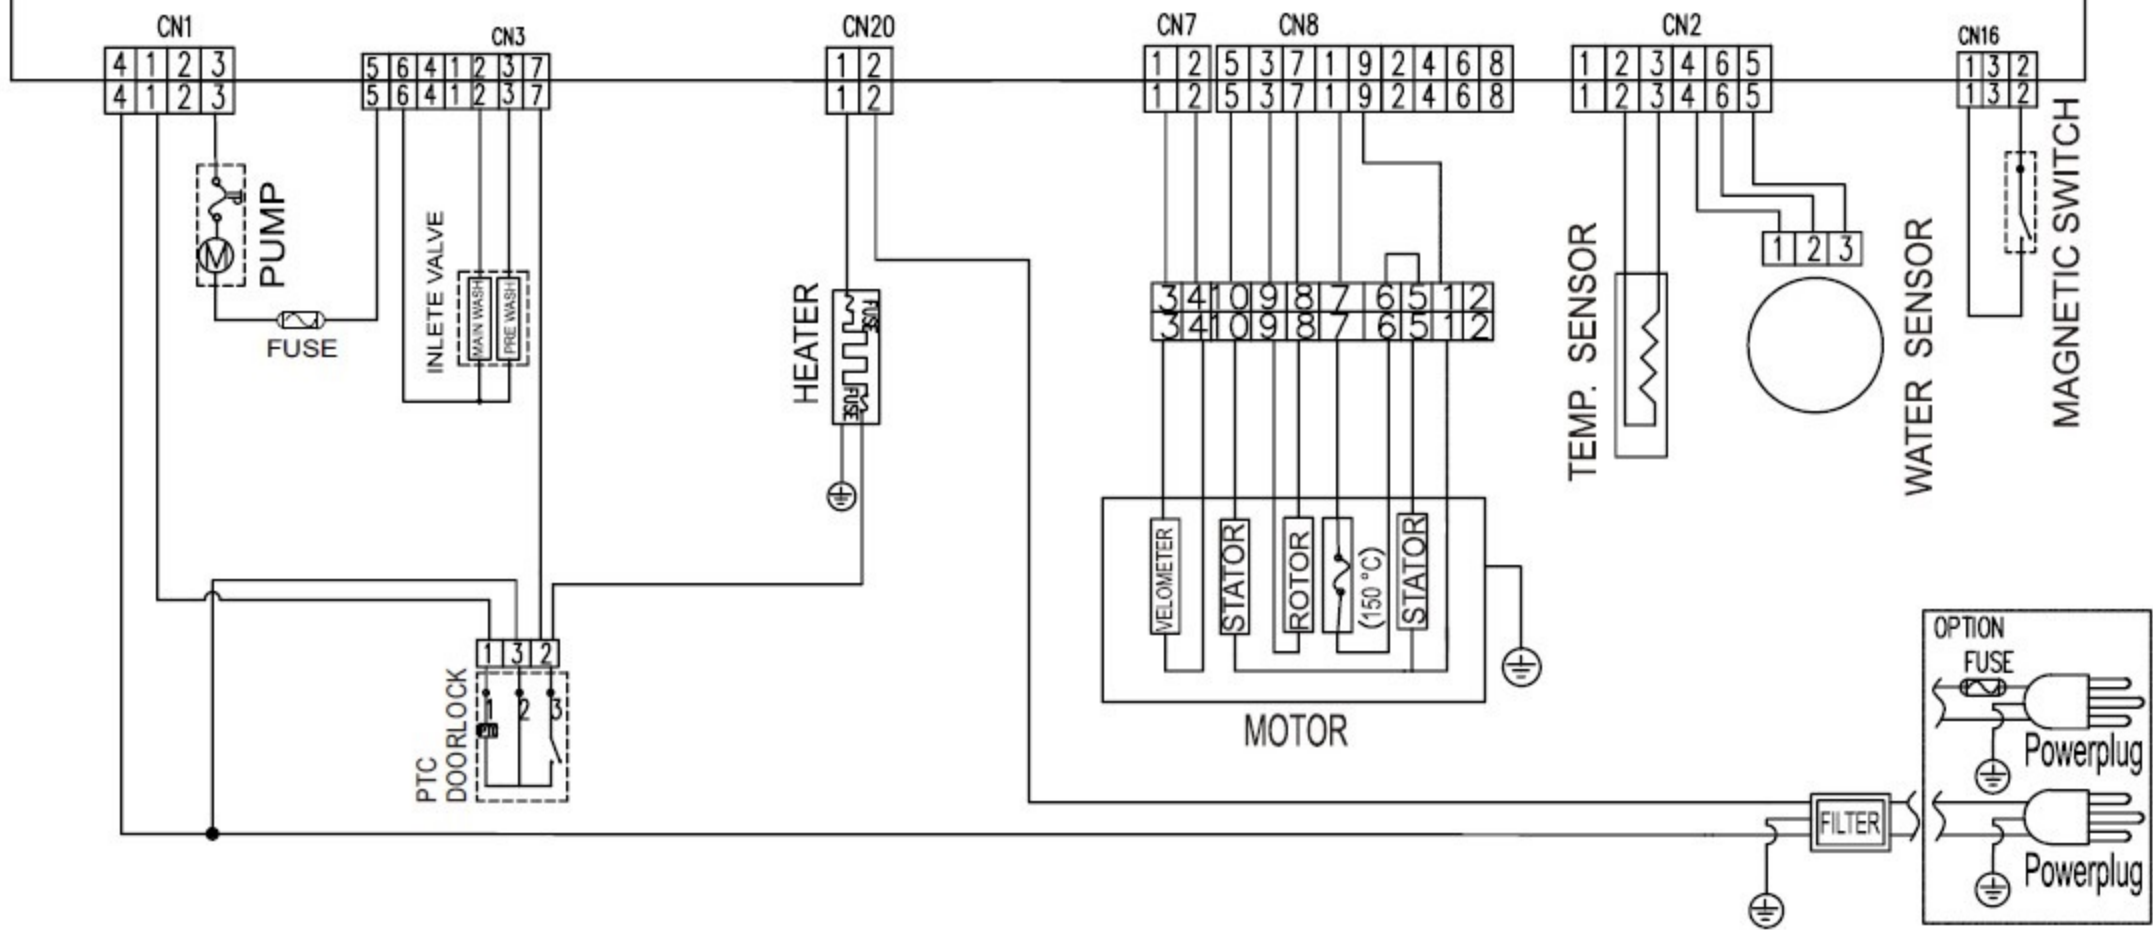 CN1 CN3 CN20 CN7 CN8 CN2 CN16
4 1 2 3
4 1 2 3
5 6 4 1 2 3 7
5 6 4 1 2 3 7
1 2
1 2
1 2
1 2
5 3 7 1 9 2 4 6 8
5 3 7 1 9 2 4 6 8
1 2 3 4 6 5
1 2 3 4 6 5
1 3 2
1 3 2
TP
M
PUMP
FUSE
INLETE VALVE
MAIN WASH
PRE WASH
HEATER
FUSE
FUSE
3 4 10 9 8 7 6 5 1 2
3 4 10 9 8 7 6 5 1 2
TEMP. SENSOR
1 2 3
WATER SENSOR
MAGNETIC SWITCH
VELOMETER
STATOR
ROTOR
(150 °C)
STATOR
MOTOR
1 3 2
1 2 3
PTC
DOORLOCK
FILTER
OPTION
FUSE
Powerplug
Powerplug